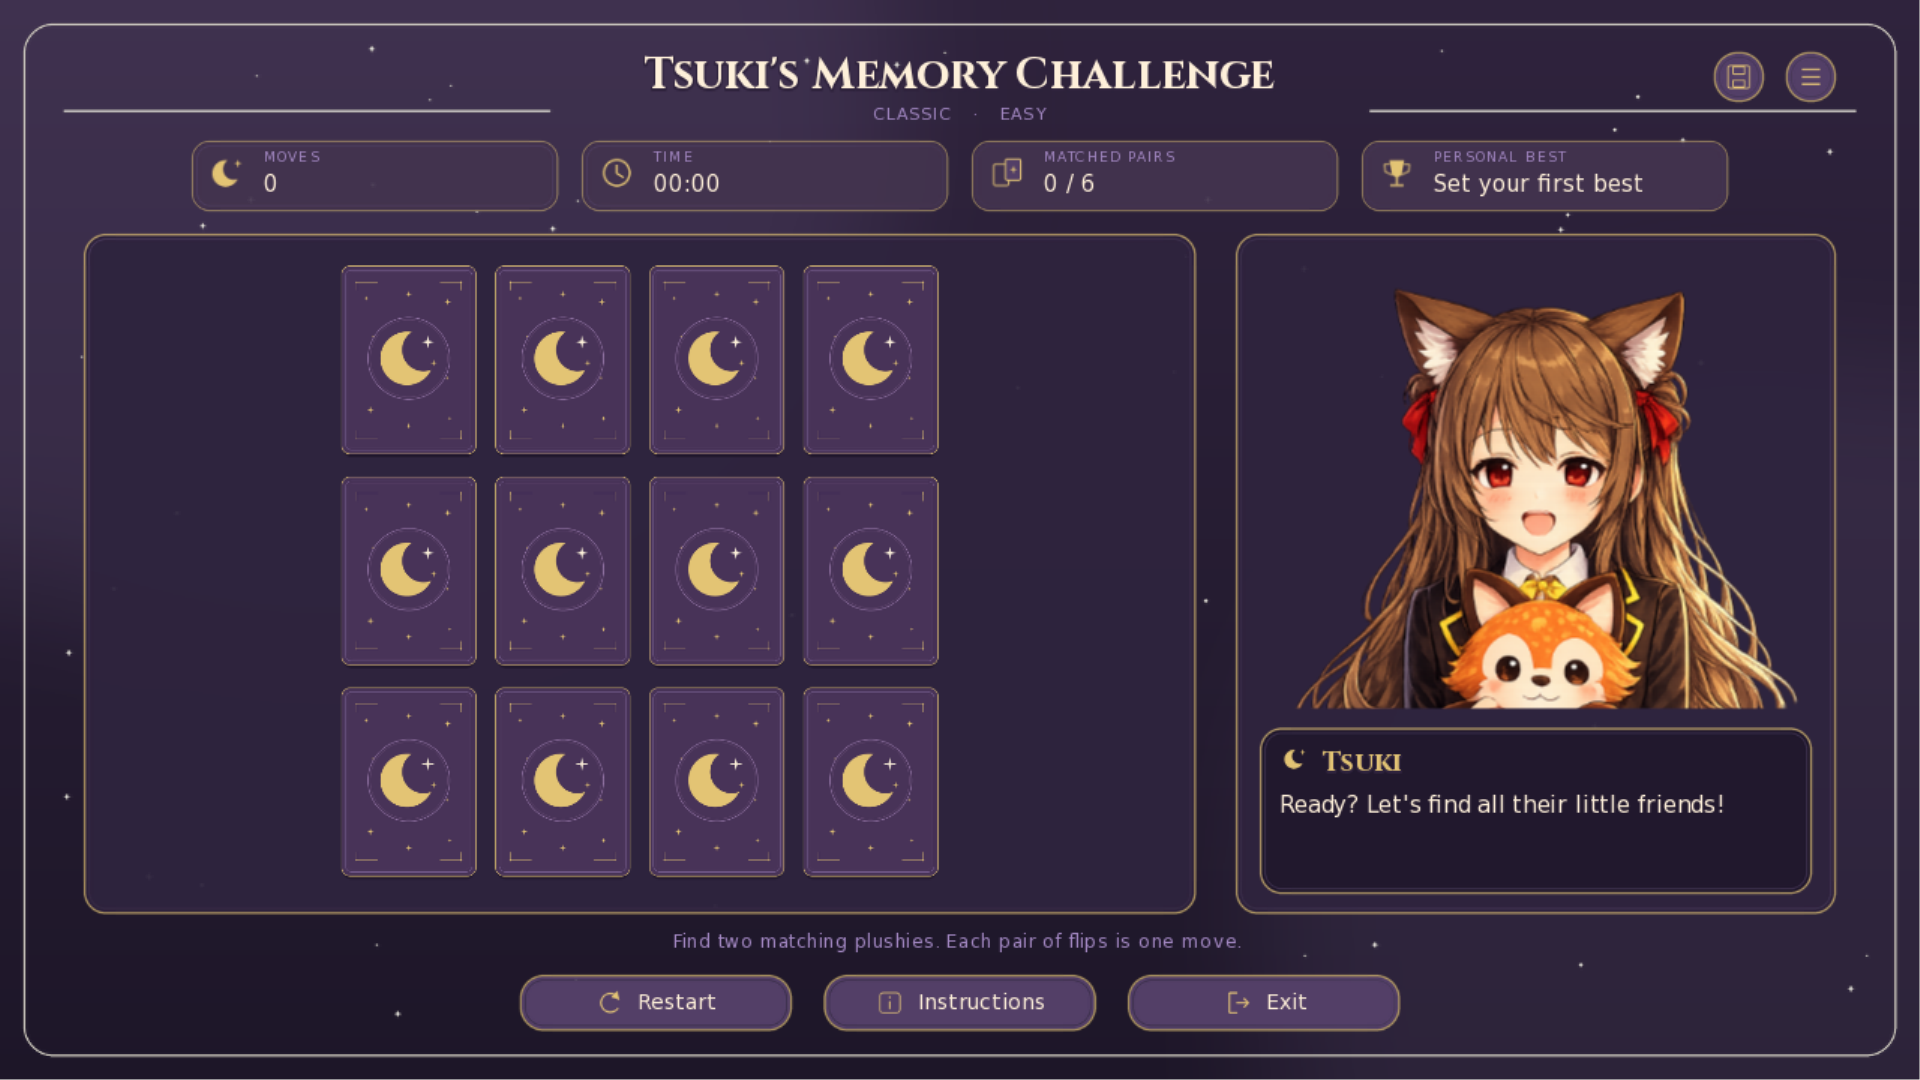 TSUKI'S MEMORY CHALLENGE
CLASSIC · EASY
MOVES
0
TIME
00:00
MATCHED PAIRS
0 / 6
PERSONAL BEST
Set your first best
TSUKI
Ready? Let's find all their little friends!
Find two matching plushies. Each pair of flips is one move.
Restart
Instructions
Exit